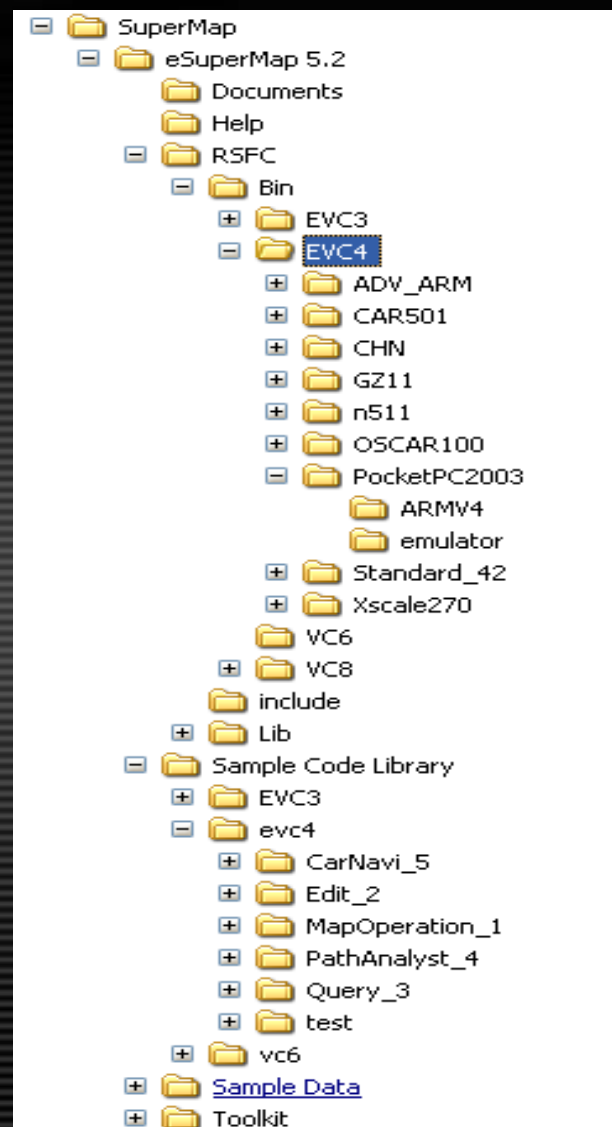 SuperMap
eSuperMap 5.2
Documents
Help
RSFC
Bin
EVC3
EVC4
ADV_ARM
CAR501
CHN
GZ11
n511
OSCAR100
PocketPC2003
ARMV4
emulator
Standard_42
Xscale270
VC6
VC8
include
Lib
Sample Code Library
EVC3
evc4
CarNavi_5
Edit_2
MapOperation_1
PathAnalyst_4
Query_3
test
vc6
Sample Data
Toolkit